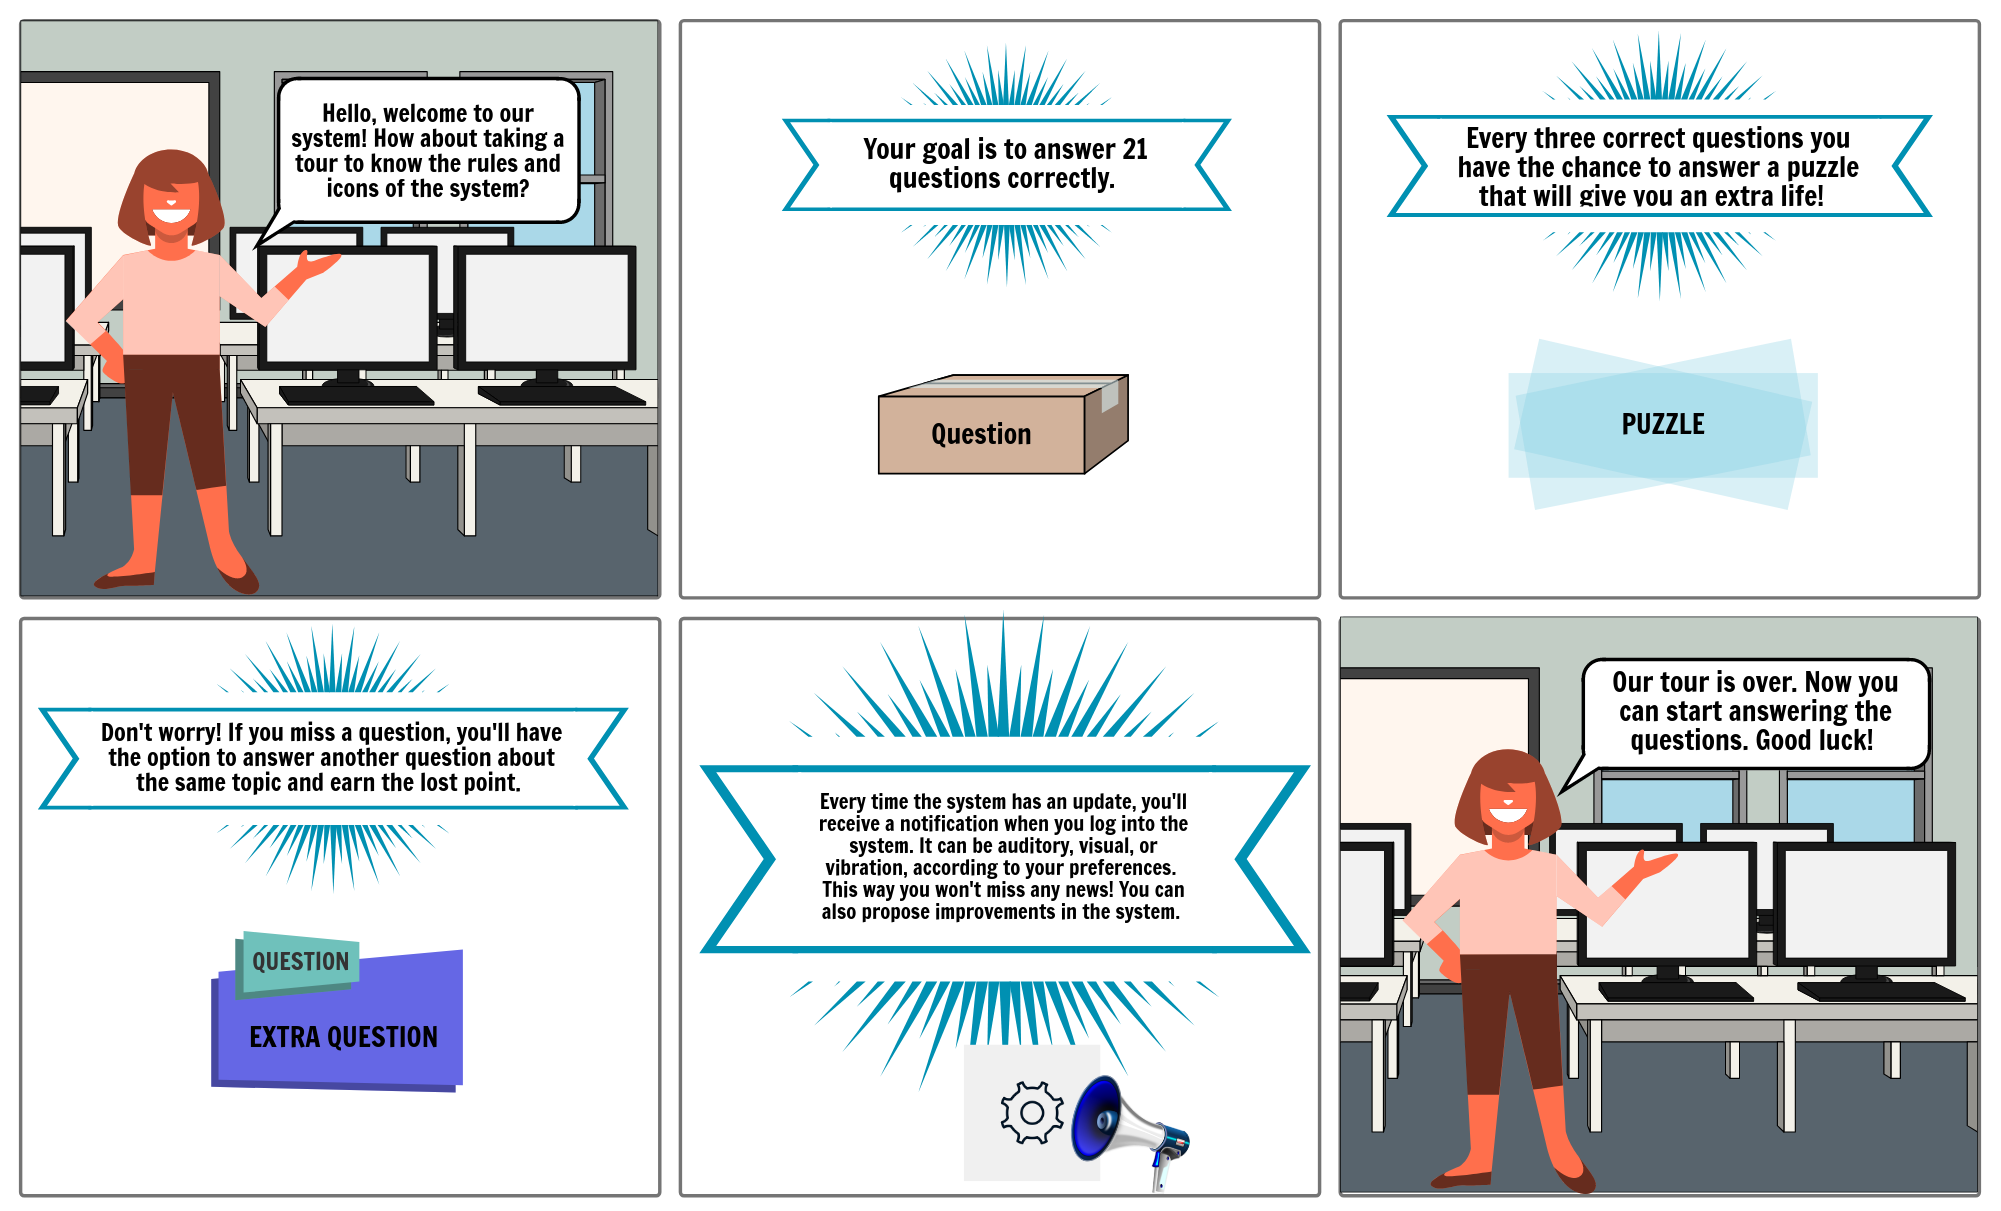 Hello, welcome to our
system! How about taking a
tour to know the rules and
icons of the system?
Your goal is to answer 21
questions correctly.
Question
Every three correct questions you
have the chance to answer a puzzle
that will give you an extra life!
PUZZLE
Don't worry! If you miss a question, you'll have
the option to answer another question about
the same topic and earn the lost point.
QUESTION
EXTRA QUESTION
Every time the system has an update, you'll
receive a notification when you log into the
system. It can be auditory, visual, or
vibration, according to your preferences.
This way you won't miss any news! You can
also propose improvements in the system.
Our tour is over. Now you
can start answering the
questions. Good luck!